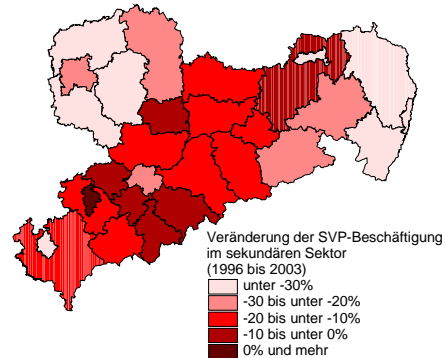 Veränderung der SVP-Beschäftigung
im sekundären Sektor
(1996 bis 2003)
unter -30%
-30 bis unter -20%
-20 bis unter -10%
-10 bis unter 0%
0% und mehr